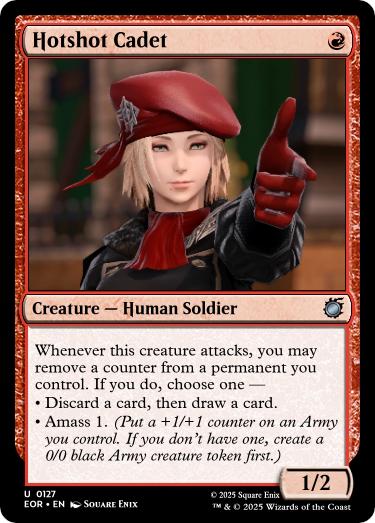 Hotshot Cadet
Creature — Human Soldier
Whenever this creature attacks, you may
remove a counter from a permanent you
control. If you do, choose one —
• Discard a card, then draw a card.
• Amass 1. (Put a +1/+1 counter on an Army
you control. If you don't have one, create a
0/0 black Army creature token first.)
1/2
U 0127
EOR • EN SQUARE ENIX
© 2025 Square Enix
™ & © 2025 Wizards of the Coast